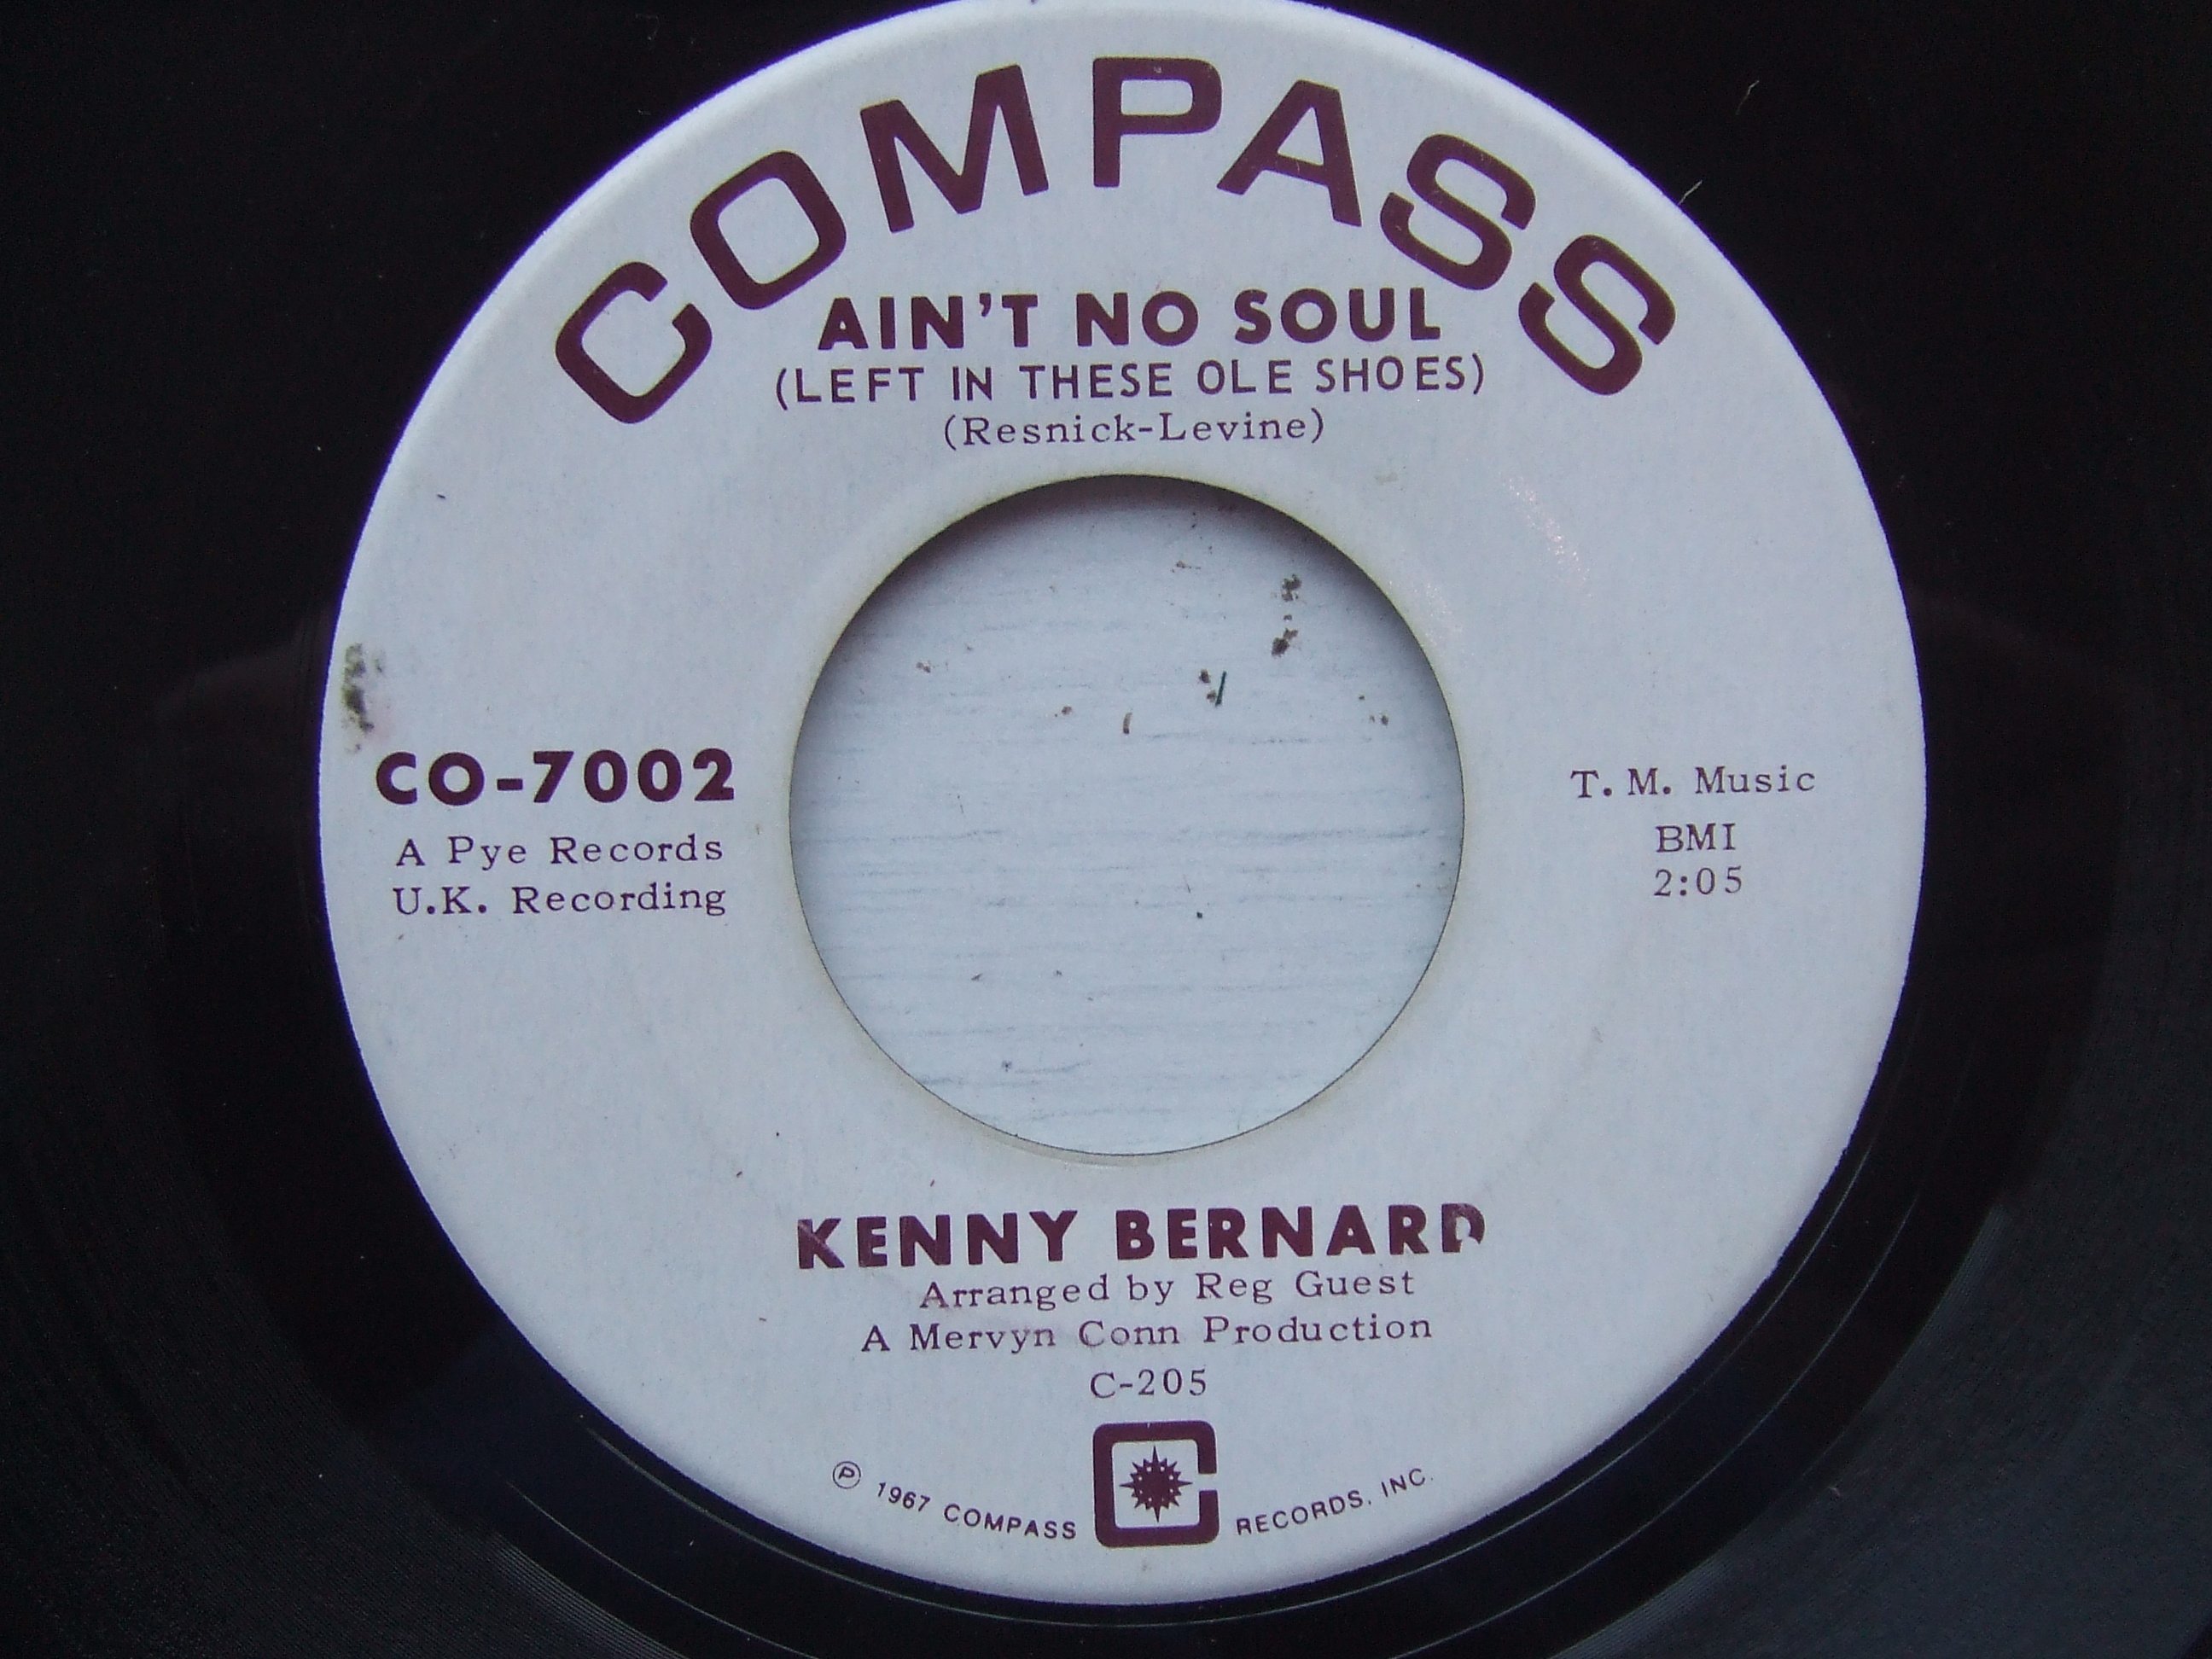 COMPASS
AIN'T NO SOUL
(LEFT IN THESE OLE SHOES)
(Resnick-Levine)
CO-7002
A Pye Records
U.K. Recording
T. M. Music
BMI
2:05
KENNY BERNARD
Arranged by Reg Guest
A Mervyn Conn Production
C-205
Ⓟ 1967 COMPASS RECORDS, INC.